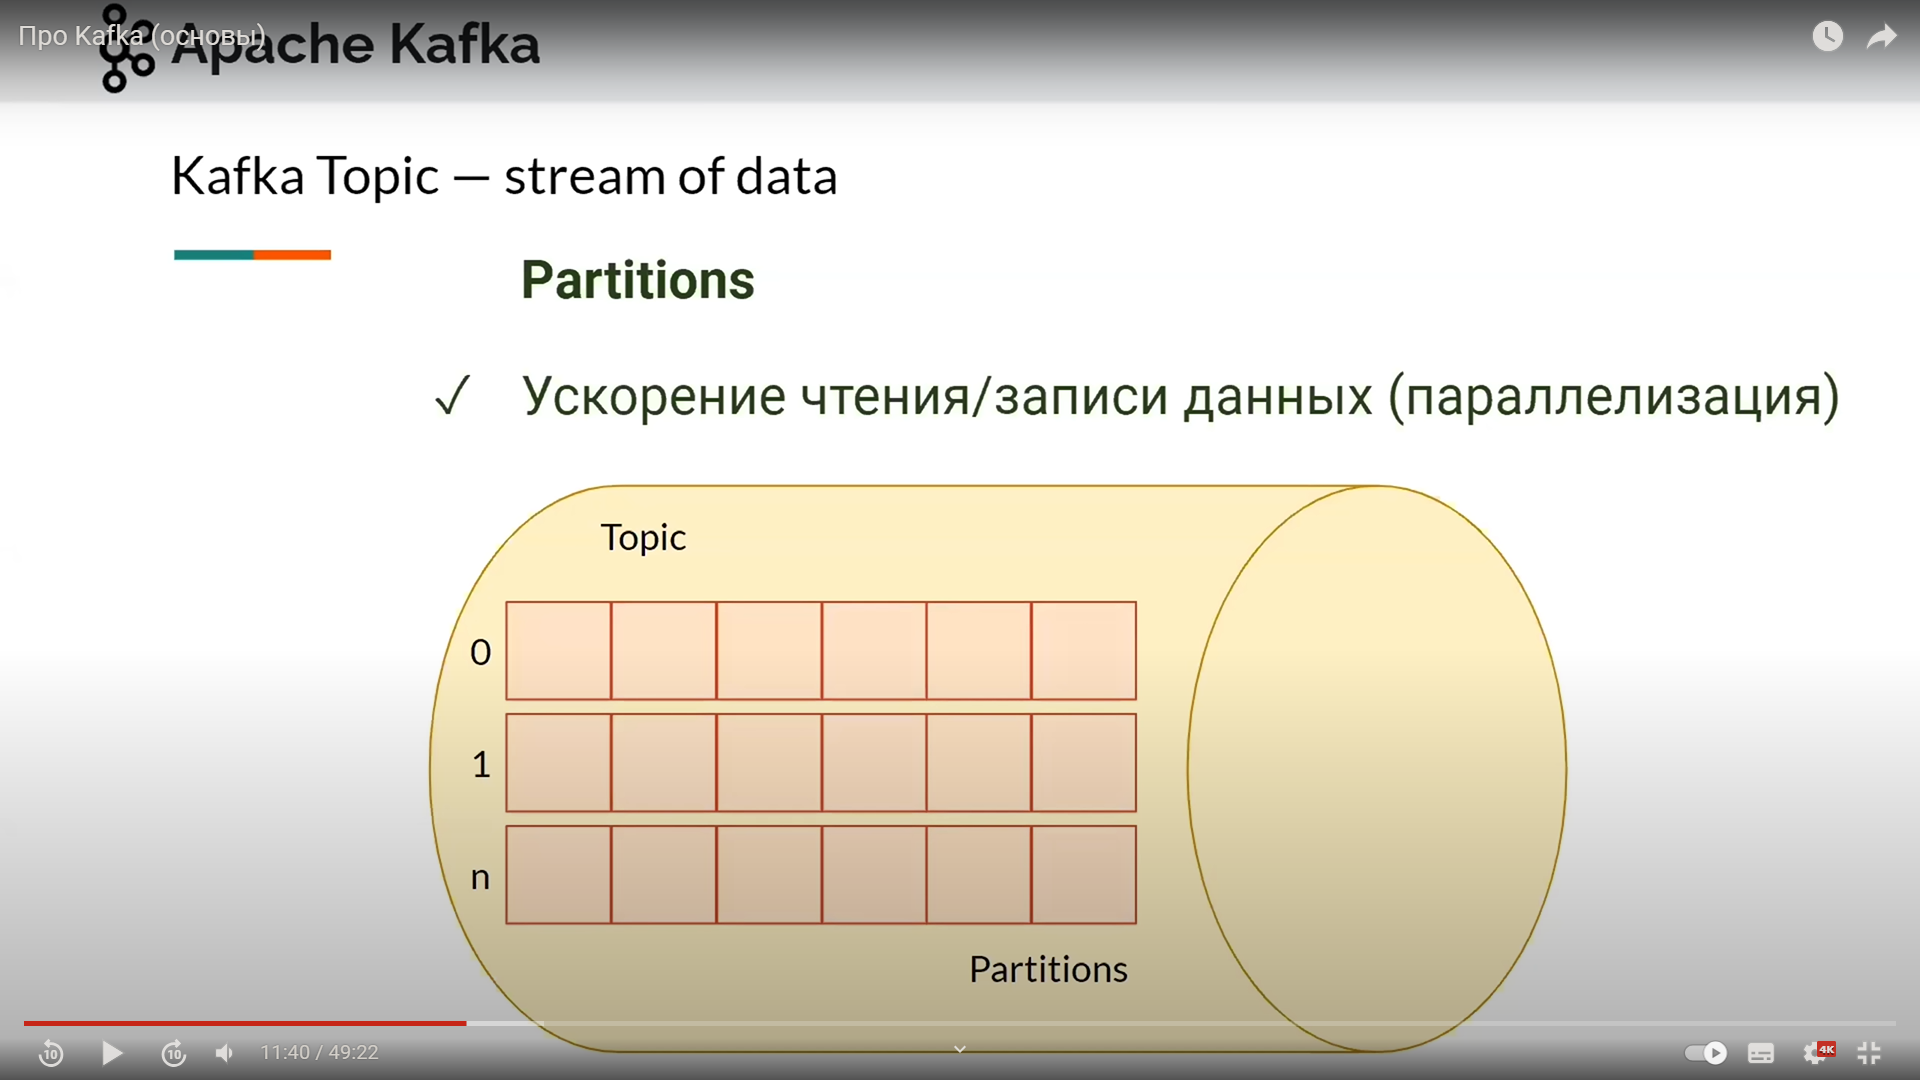 Про Kafka (основы)
Apache Kafka
Kafka Topic — stream of data
Partitions
✓ Ускорение чтения/записи данных (параллелизация)
Topic
0
1
n
Partitions
10
10
11:40 / 49:22
4K